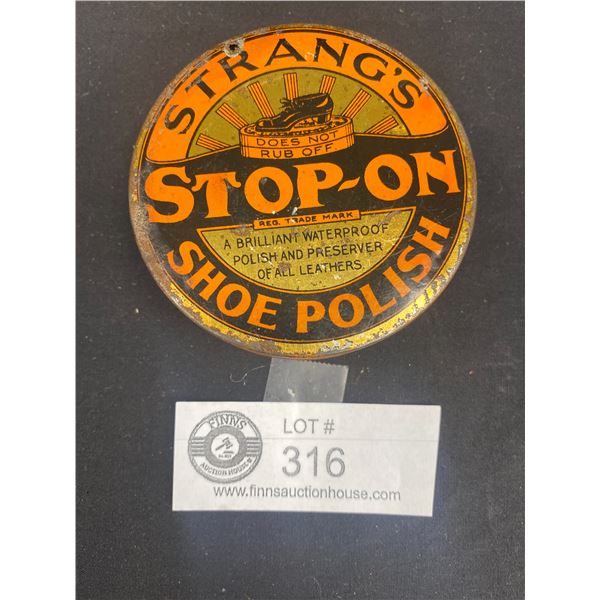 STRANG'S
DOES NOT
RUB OFF
STOP-ON
REG. TRADE MARK
A BRILLIANT WATERPROOF
POLISH AND PRESERVER
OF ALL LEATHERS.
SHOE POLISH
FINNS
AUCTION HOUSE
LOT #
316
www.finnsauctionhouse.com